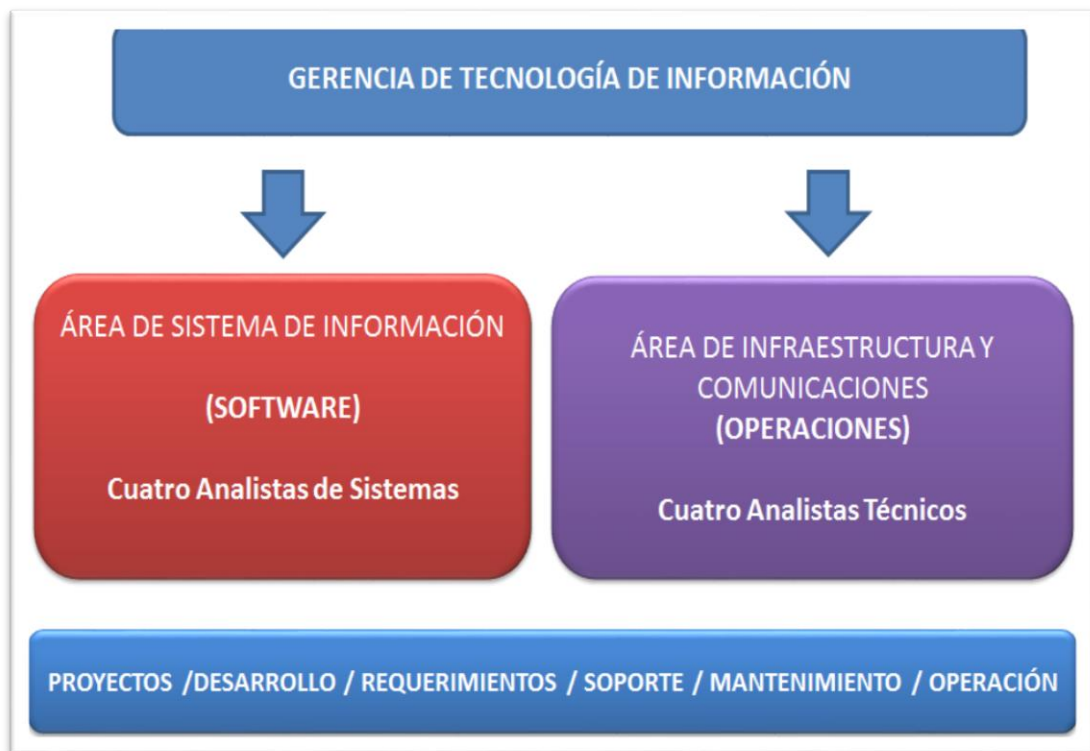 GERENCIA DE TECNOLOGÍA DE INFORMACIÓN
ÁREA DE SISTEMA DE INFORMACIÓN
(SOFTWARE)
Cuatro Analistas de Sistemas
ÁREA DE INFRAESTRUCTURA Y
COMUNICACIONES
(OPERACIONES)
Cuatro Analistas Técnicos
PROYECTOS /DESARROLLO / REQUERIMIENTOS / SOPORTE / MANTENIMIENTO / OPERACIÓN